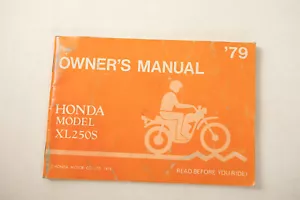 '79
OWNER'S MANUAL
HONDA
MODEL
XL250S
READ BEFORE YOU RIDE!